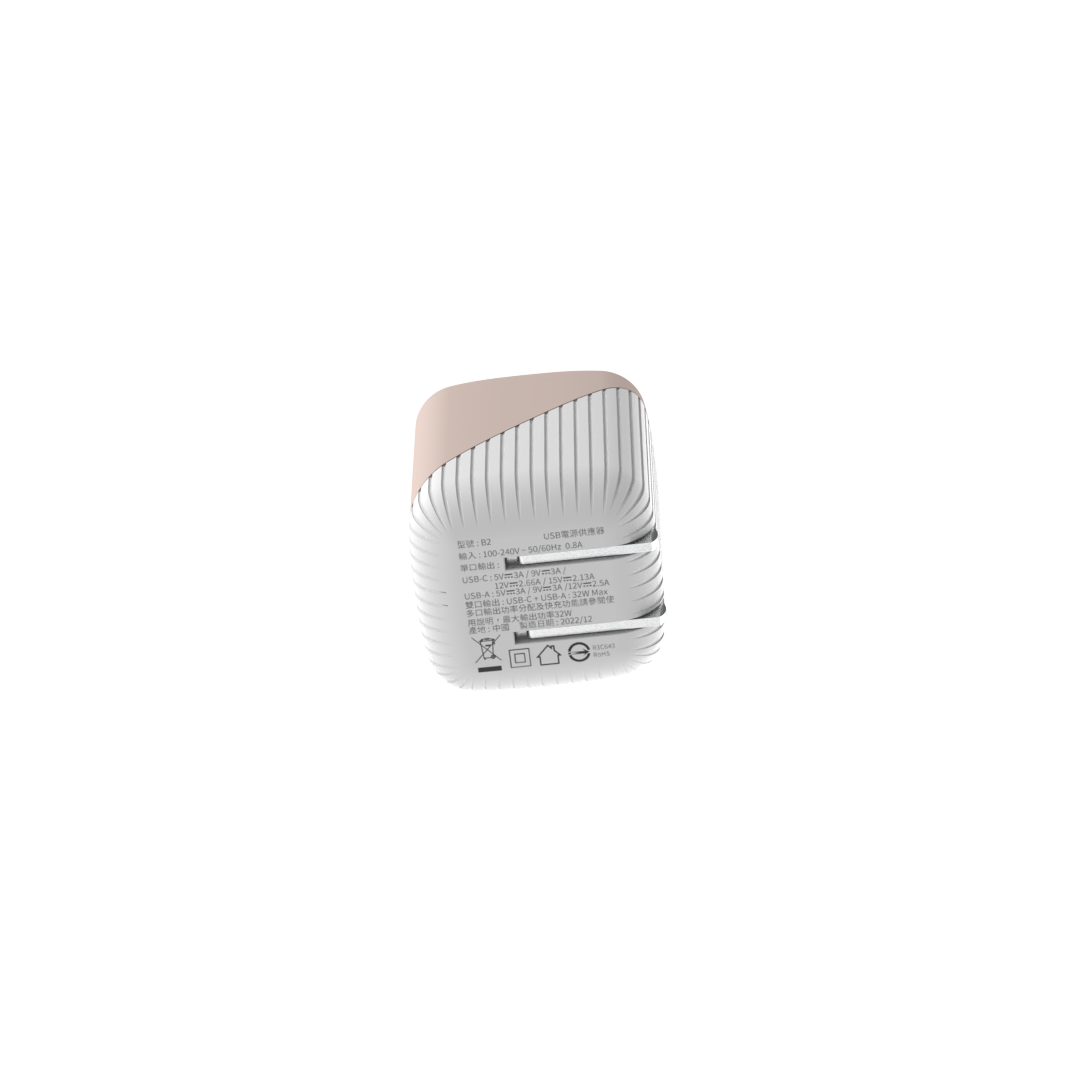 型號 : B2 USB電源供應器
輸入 : 100-240V ~ 50/60Hz 0.8A
單口輸出 :
USB-C : 5V⎓3A / 9V⎓3A /
12V⎓2.66A / 15V⎓2.13A
USB-A : 5V⎓3A / 9V⎓3A /12V⎓2.5A
雙口輸出 : USB-C + USB-A : 32W Max
多口輸出功率分配及快充功能請參閱使
用說明，最大輸出功率32W
產地 : 中國 製造日期 : 2022/12
RoHS